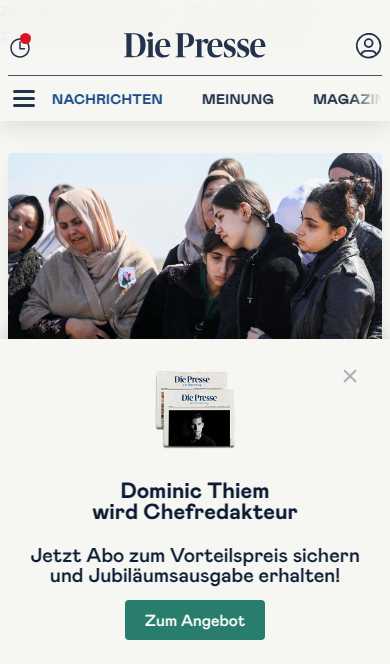 Die Presse
NACHRICHTEN MEINUNG MAGAZIN
Die Presse
Die Presse
Dominic Thiem
wird Chefredakteur
Jetzt Abo zum Vorteilspreis sichern
und Jubiläumsausgabe erhalten!
Zum Angebot